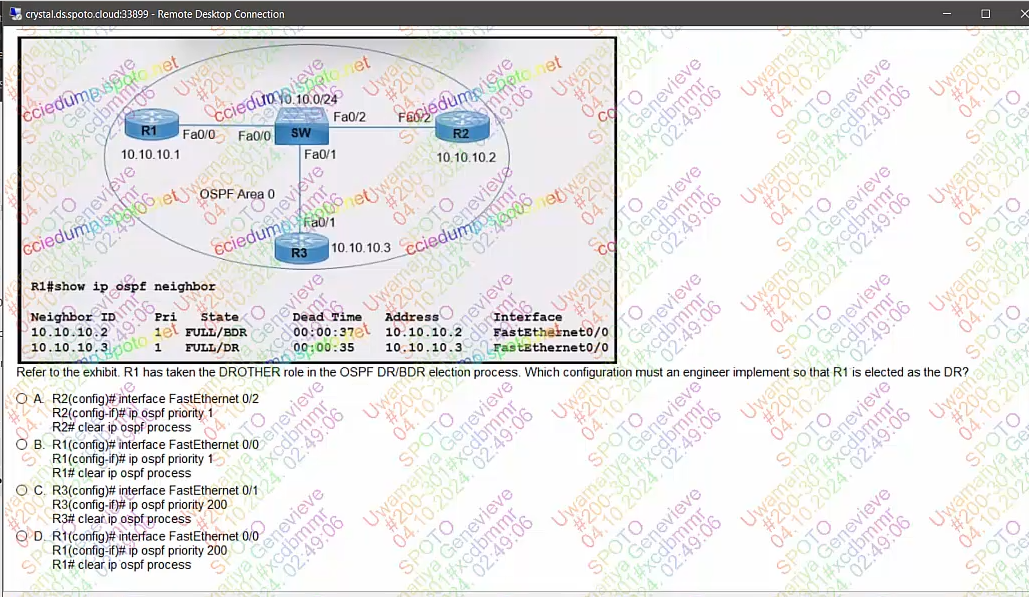 crystal.ds.spoto.cloud:33899 - Remote Desktop Connection
10.10.10.0/24
R1
Fa0/0
Fa0/0
SW
Fa0/2
Fa0/2
R2
10.10.10.1
Fa0/1
10.10.10.2
OSPF Area 0
Fa0/1
R3
10.10.10.3
R1#show ip ospf neighbor
Neighbor ID Pri State Dead Time Address Interface
10.10.10.2 1 FULL/BDR 00:00:37 10.10.10.2 FastEthernet0/0
10.10.10.3 1 FULL/DR 00:00:35 10.10.10.3 FastEthernet0/0
Refer to the exhibit. R1 has taken the DROTHER role in the OSPF DR/BDR election process. Which configuration must an engineer implement so that R1 is elected as the DR?
A. R2(config)# interface FastEthernet 0/2
R2(config-if)# ip ospf priority 1
R2# clear ip ospf process
B. R1(config)# interface FastEthernet 0/0
R1(config-if)# ip ospf priority 1
R1# clear ip ospf process
C. R3(config)# interface FastEthernet 0/1
R3(config-if)# ip ospf priority 200
R3# clear ip ospf process
D. R1(config)# interface FastEthernet 0/0
R1(config-if)# ip ospf priority 200
R1# clear ip ospf process
cciedump.spoto.net
SPOTO Genevieve
Uwamanya
02:49:06